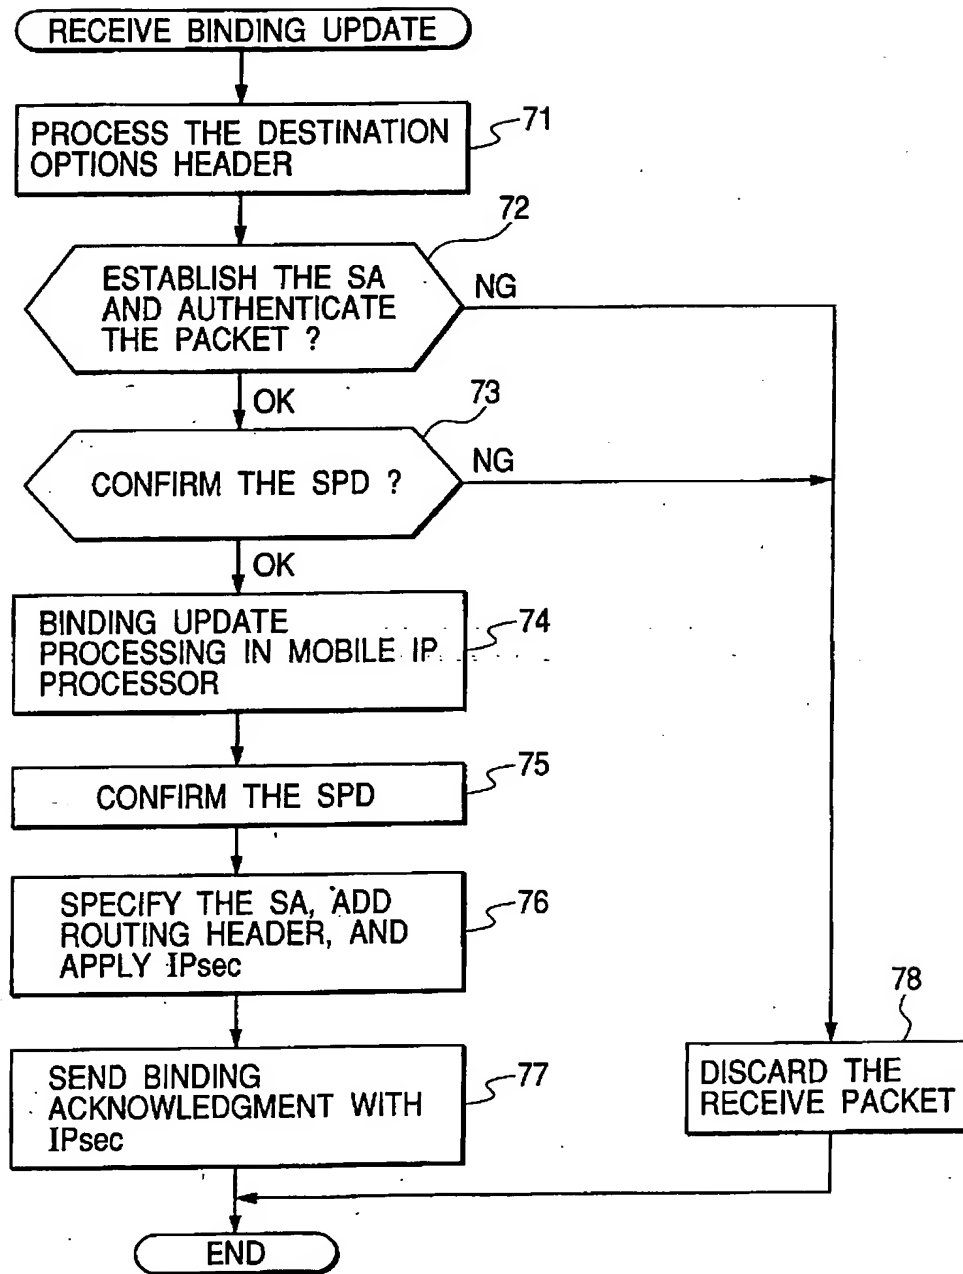 RECEIVE BINDING UPDATE
71
PROCESS THE DESTINATION
OPTIONS HEADER
72
ESTABLISH THE SA
AND AUTHENTICATE
THE PACKET ?
NG
OK
73
CONFIRM THE SPD ?
NG
OK
BINDING UPDATE
PROCESSING IN MOBILE IP
PROCESSOR
74
75
CONFIRM THE SPD
SPECIFY THE SA, ADD
ROUTING HEADER, AND
APPLY IPsec
76
78
SEND BINDING
ACKNOWLEDGMENT WITH
IPsec
77
DISCARD THE
RECEIVE PACKET
END